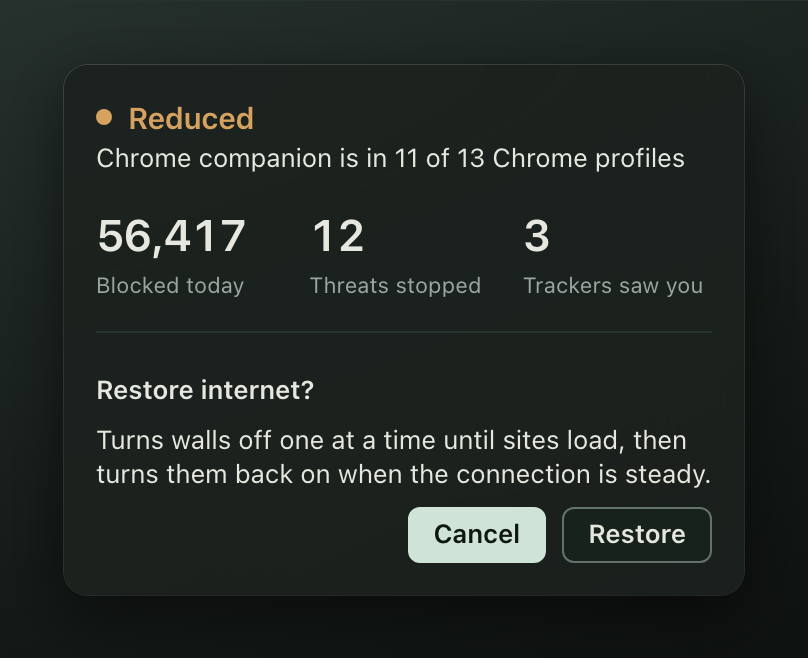 Reduced
Chrome companion is in 11 of 13 Chrome profiles
56,417 12 3
Blocked today Threats stopped Trackers saw you
Restore internet?
Turns walls off one at a time until sites load, then
turns them back on when the connection is steady.
Cancel Restore